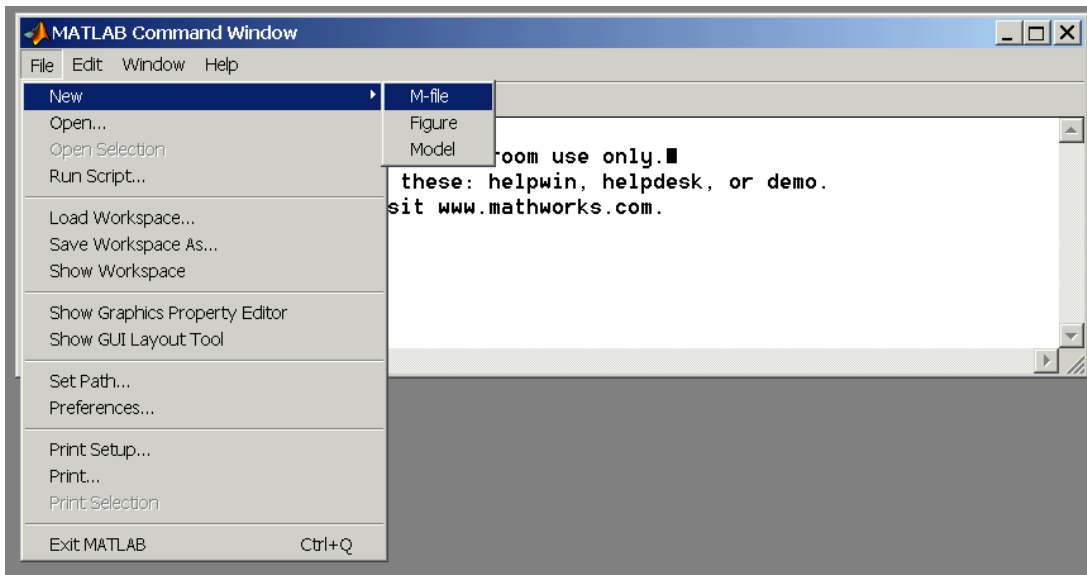 MATLAB Command Window
File Edit Window Help
New M-file
Open... Figure
Open Selection Model
Run Script...
Load Workspace...
Save Workspace As...
Show Workspace
Show Graphics Property Editor
Show GUI Layout Tool
Set Path...
Preferences...
Print Setup...
Print...
Print Selection
Exit MATLAB Ctrl+Q
room use only.
these: helpwin, helpdesk, or demo.
sit www.mathworks.com.